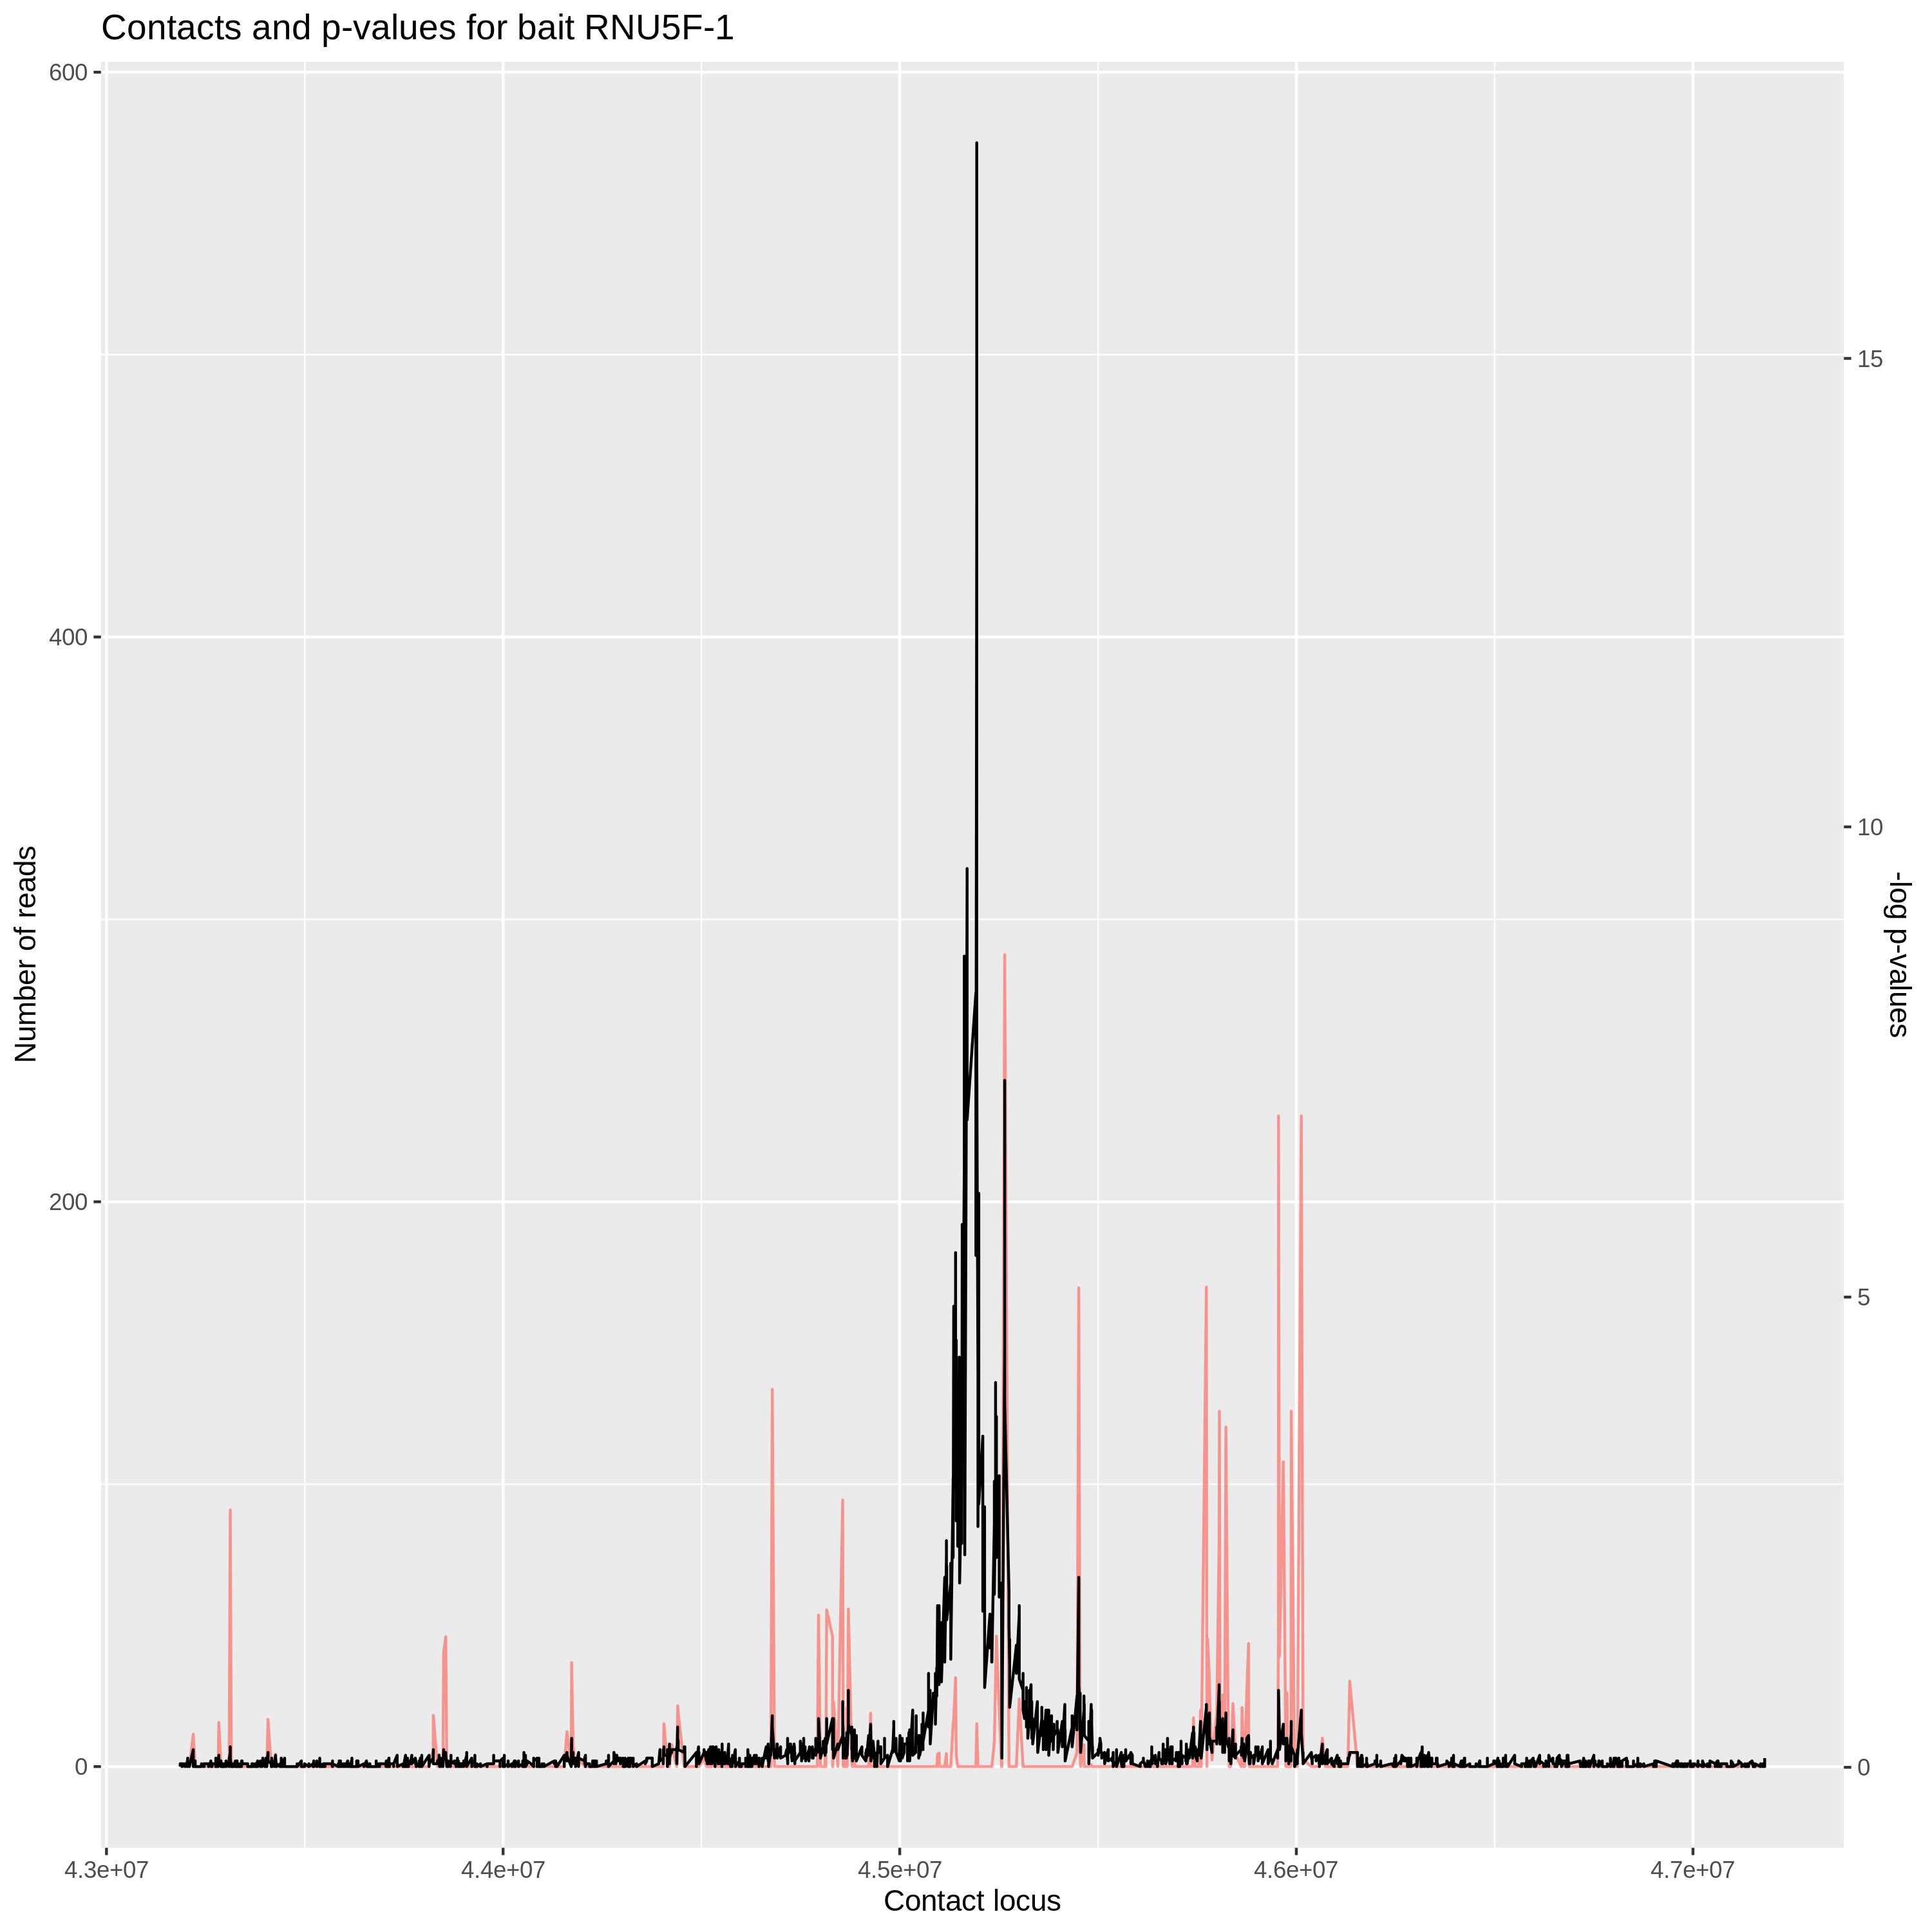 Contacts and p-values for bait RNU5F-1
600
400
200
0
Number of reads
15
10
5
0
-log p-values
4.3e+07
4.4e+07
4.5e+07
4.6e+07
4.7e+07
Contact locus